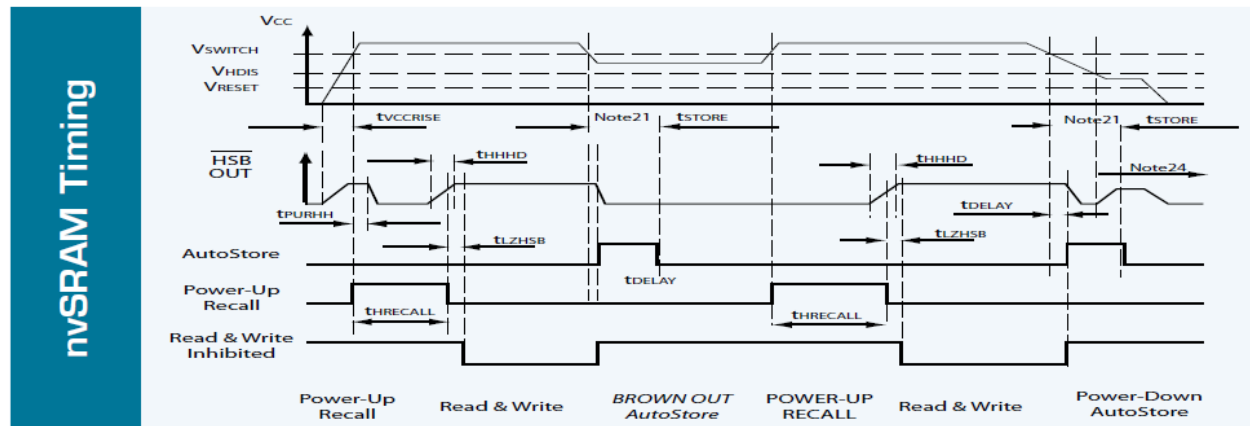 nvSRAM Timing
VCC
VSWITCH
VHDIS
VRESET
tVCCRISE
Note21
tSTORE
Note21
tSTORE
HSB
OUT
tHHHD
tHHHD
Note24
tPURHH
tDELAY
tLZHSB
tLZHSB
AutoStore
tDELAY
Power-Up
Recall
tHRECALL
tHRECALL
Read & Write
Inhibited
Power-Up
Recall
Read & Write
BROWN OUT
AutoStore
POWER-UP
RECALL
Read & Write
Power-Down
AutoStore